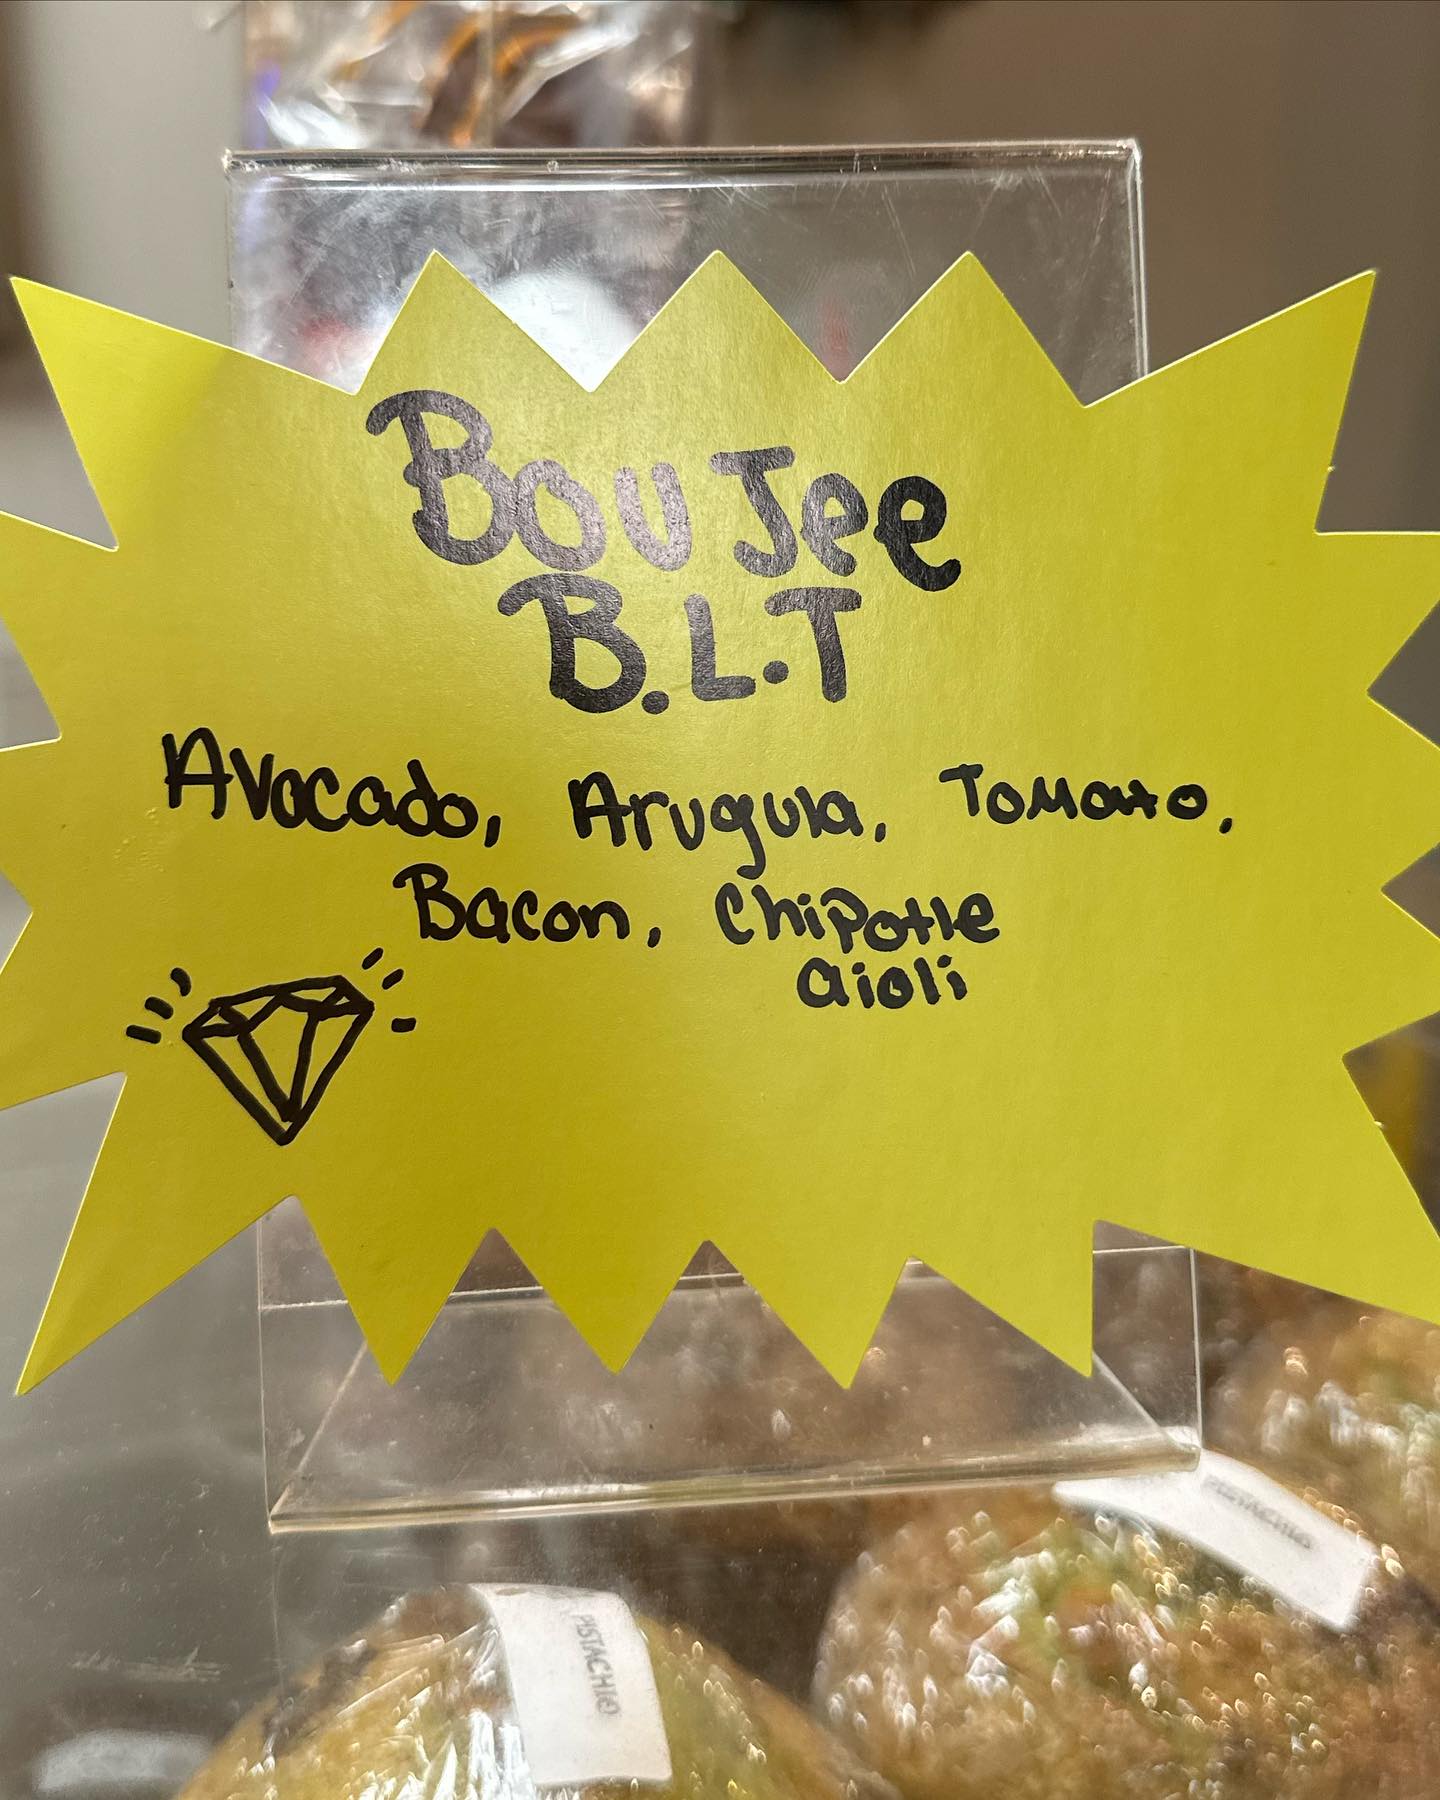 BouJee
B.L.T
Avocado, Arugula, Tomato,
Bacon, Chipotle
aioli
PISTACHIO
PISTACHIO